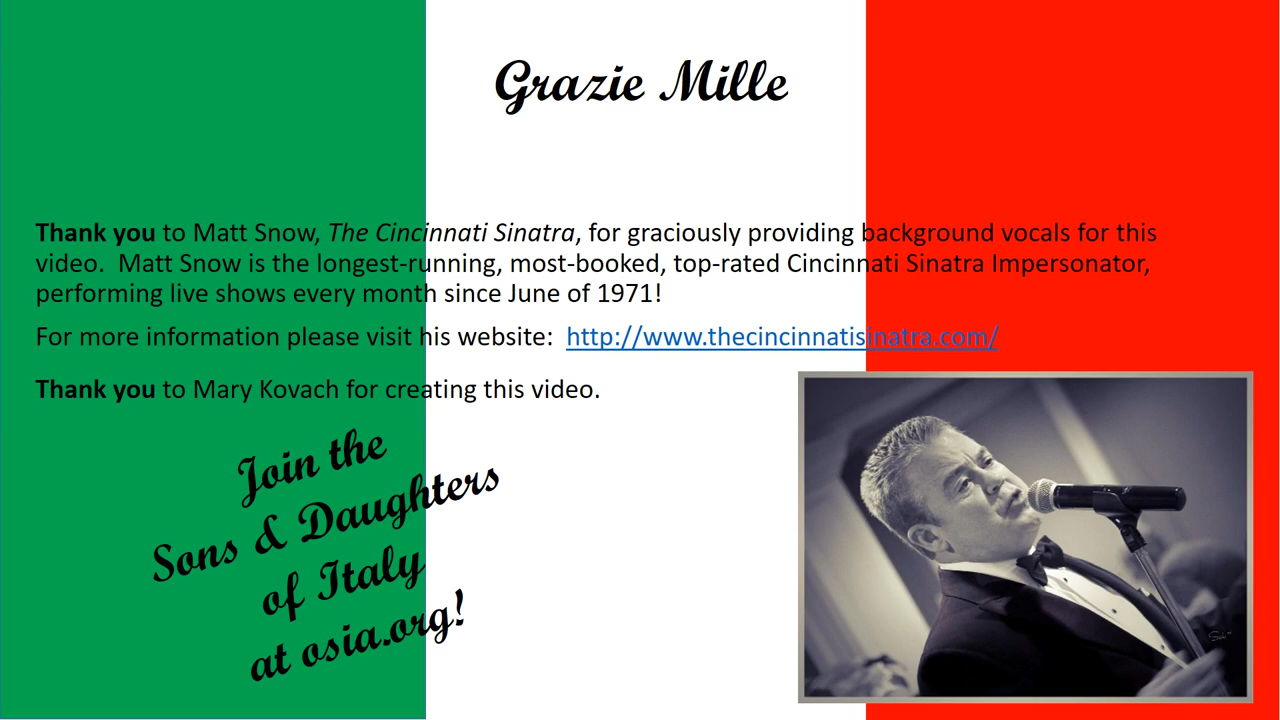 Grazie Mille
Thank you to Matt Snow, The Cincinnati Sinatra, for graciously providing background vocals for this
video.  Matt Snow is the longest-running, most-booked, top-rated Cincinnati Sinatra Impersonator,
performing live shows every month since June of 1971!
For more information please visit his website:  http://www.thecincinnatisinatra.com/
Thank you to Mary Kovach for creating this video.
Join the
Sons & Daughters
of Italy
at osia.org!